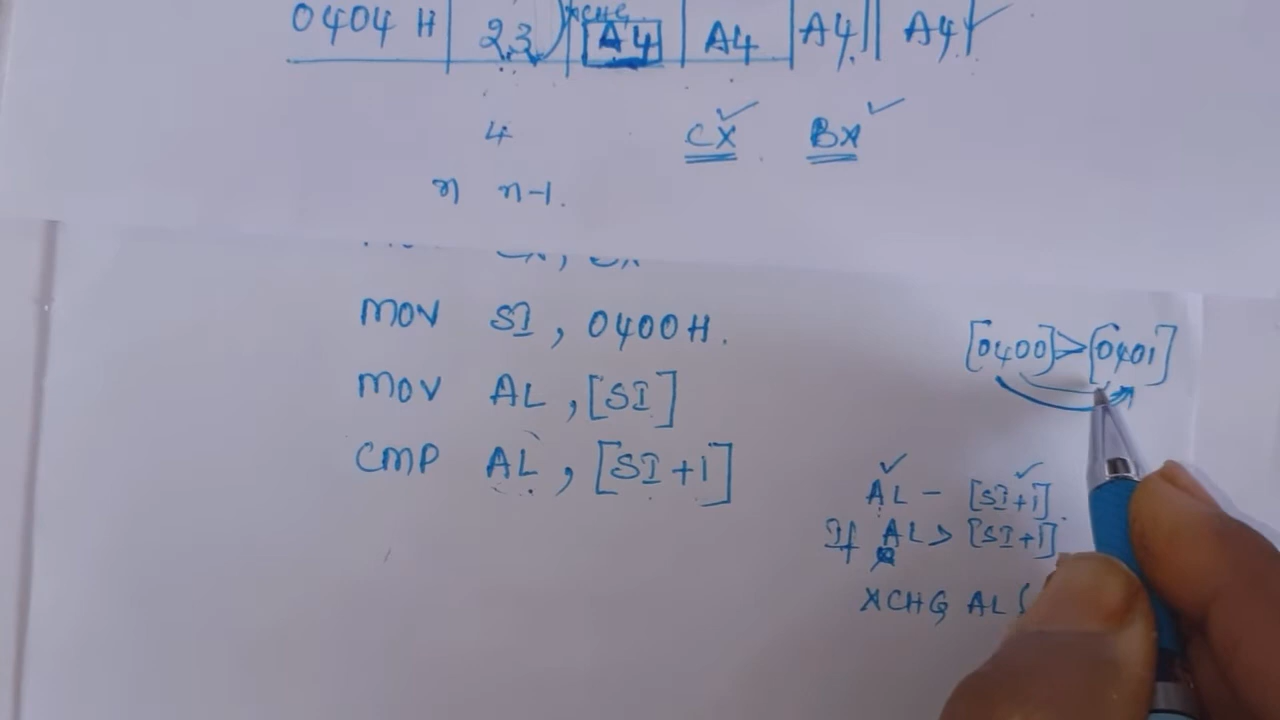 0404 H 23 XCHG A4 A4 A4 A4
4 CX BX
n n-1.
MOV SI, 0400H.
MOV AL, [SI]
CMP AL, [SI+1]
[0400]>[0401]
AL - [SI+1].
If AL > [SI+1]
XCHG AL